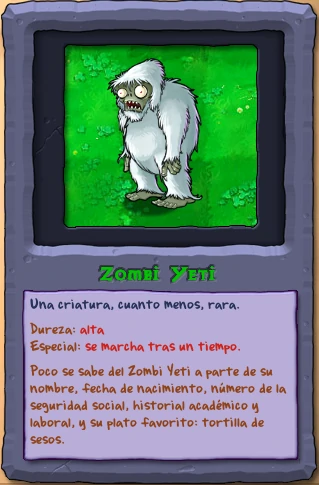 Zombi Yeti
Una criatura, cuanto menos, rara.
Dureza: alta
Especial: se marcha tras un tiempo.
Poco se sabe del Zombi Yeti a parte de su
nombre, fecha de nacimiento, número de la
seguridad social, historial académico y
laboral, y su plato favorito: tortilla de
sesos.